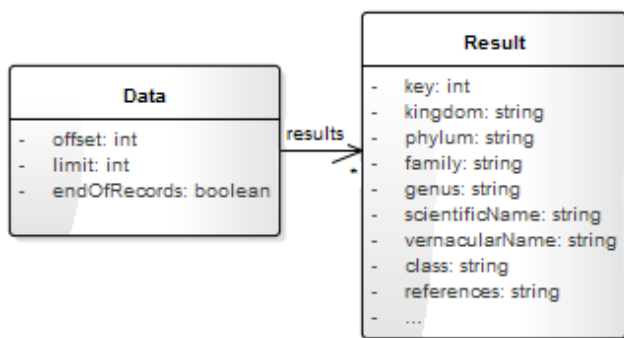 Data
- offset: int
- limit: int
- endOfRecords: boolean
results
*
Result
- key: int
- kingdom: string
- phylum: string
- family: string
- genus: string
- scientificName: string
- vernacularName: string
- class: string
- references: string
- ...